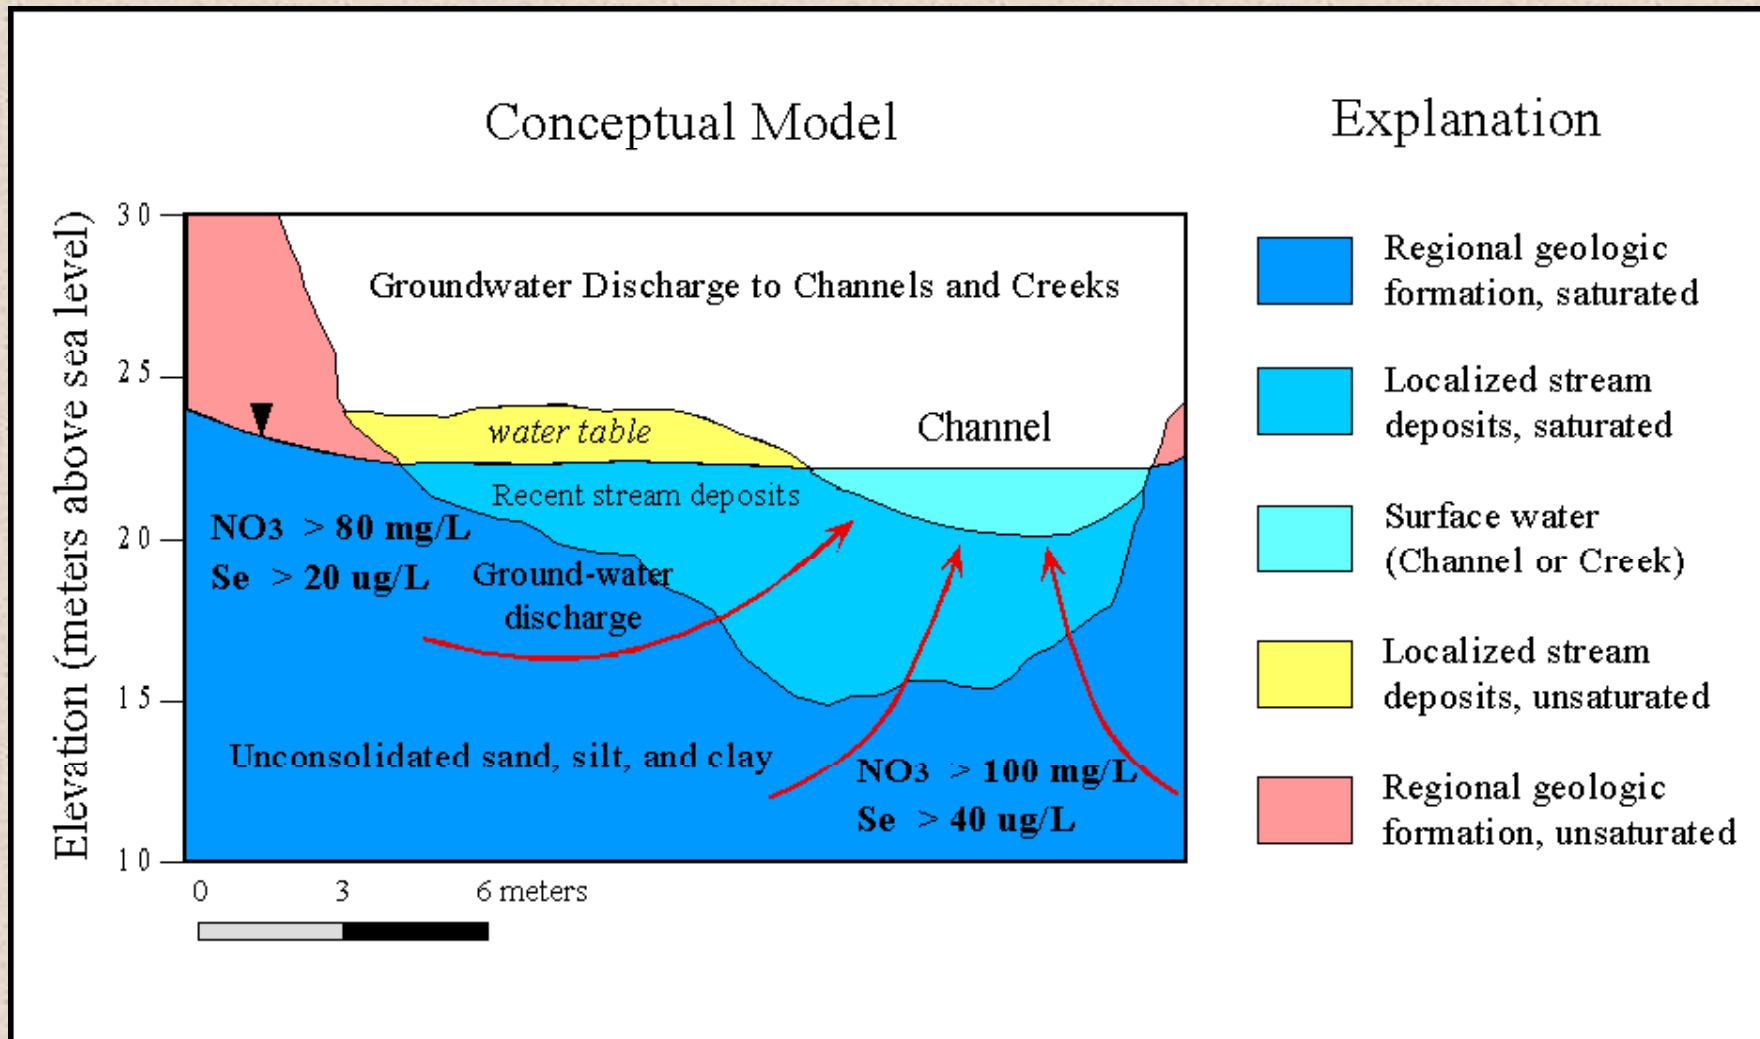 Conceptual Model
Explanation
Elevation (meters above sea level)
30
25
20
15
10
Groundwater Discharge to Channels and Creeks
water table
Channel
Recent stream deposits
NO3 > 80 mg/L
Se > 20 ug/L
Ground-water
discharge
Unconsolidated sand, silt, and clay
NO3 > 100 mg/L
Se > 40 ug/L
0 3 6 meters
Regional geologic
formation, saturated
Localized stream
deposits, saturated
Surface water
(Channel or Creek)
Localized stream
deposits, unsaturated
Regional geologic
formation, unsaturated